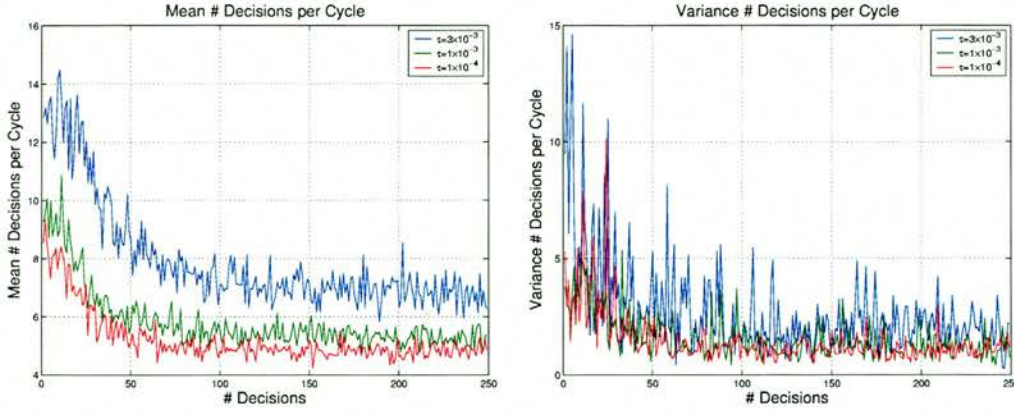 Mean # Decisions per Cycle
16
14
12
10
8
6
4
0
50
100
150
200
250
Mean # Decisions per Cycle
# Decisions
τ=3×10⁻³
τ=1×10⁻³
τ=1×10⁻⁴
Variance # Decisions per Cycle
15
10
5
0
0
50
100
150
200
250
Variance # Decisions per Cycle
# Decisions
τ=3×10⁻³
τ=1×10⁻³
τ=1×10⁻⁴